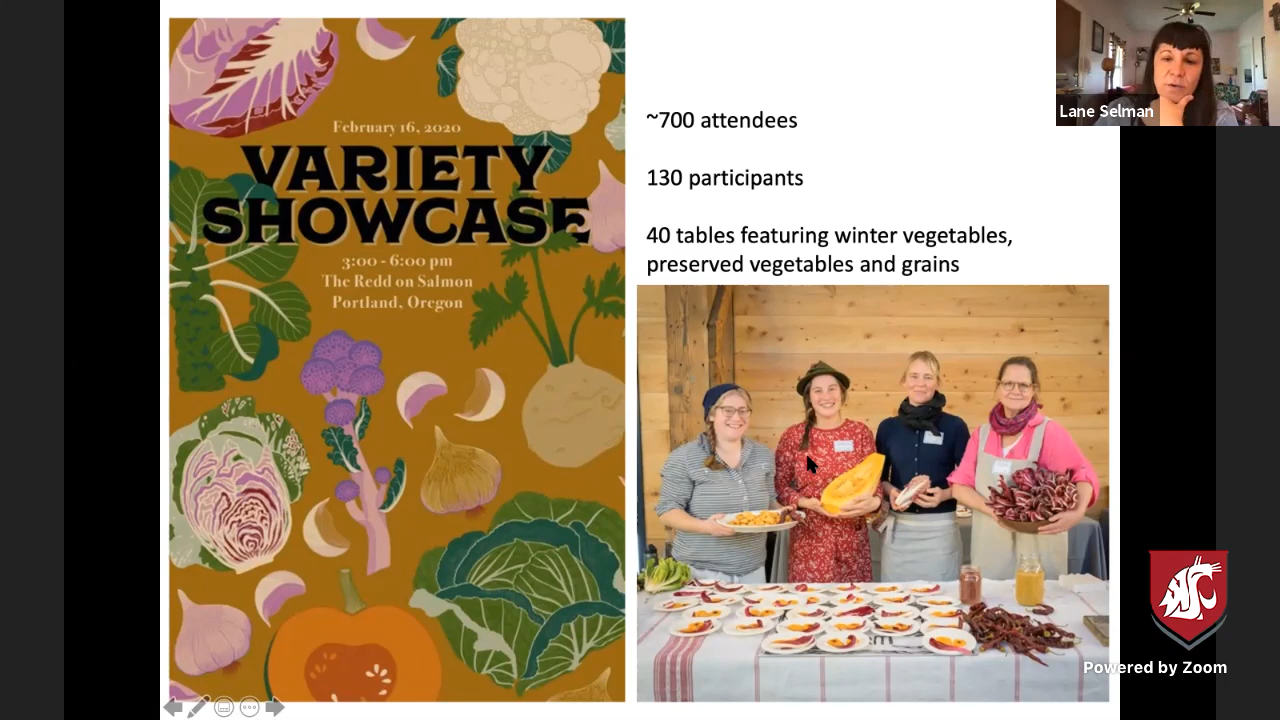 February 16, 2020
VARIETY
SHOWCASE
3:00 - 6:00 pm
The Redd on Salmon
Portland, Oregon
~700 attendees
130 participants
40 tables featuring winter vegetables,
preserved vegetables and grains
Lane Selman
Powered by Zoom